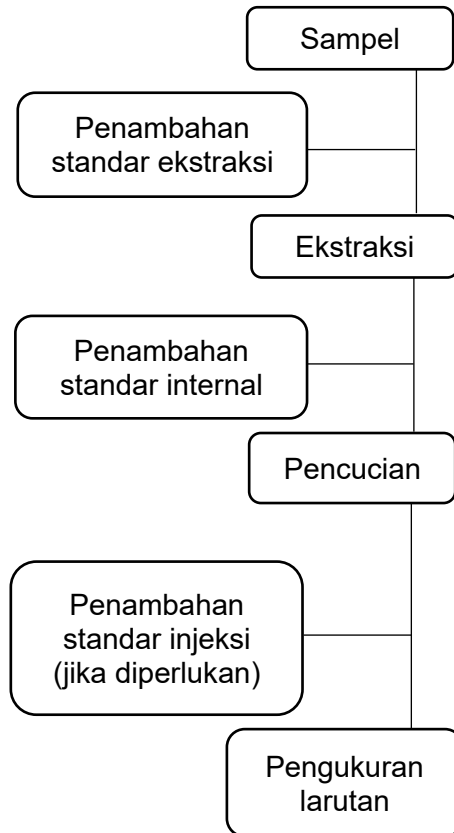 Sampel
Penambahan
standar ekstraksi
Ekstraksi
Penambahan
standar internal
Pencucian
Penambahan
standar injeksi
(jika diperlukan)
Pengukuran
larutan